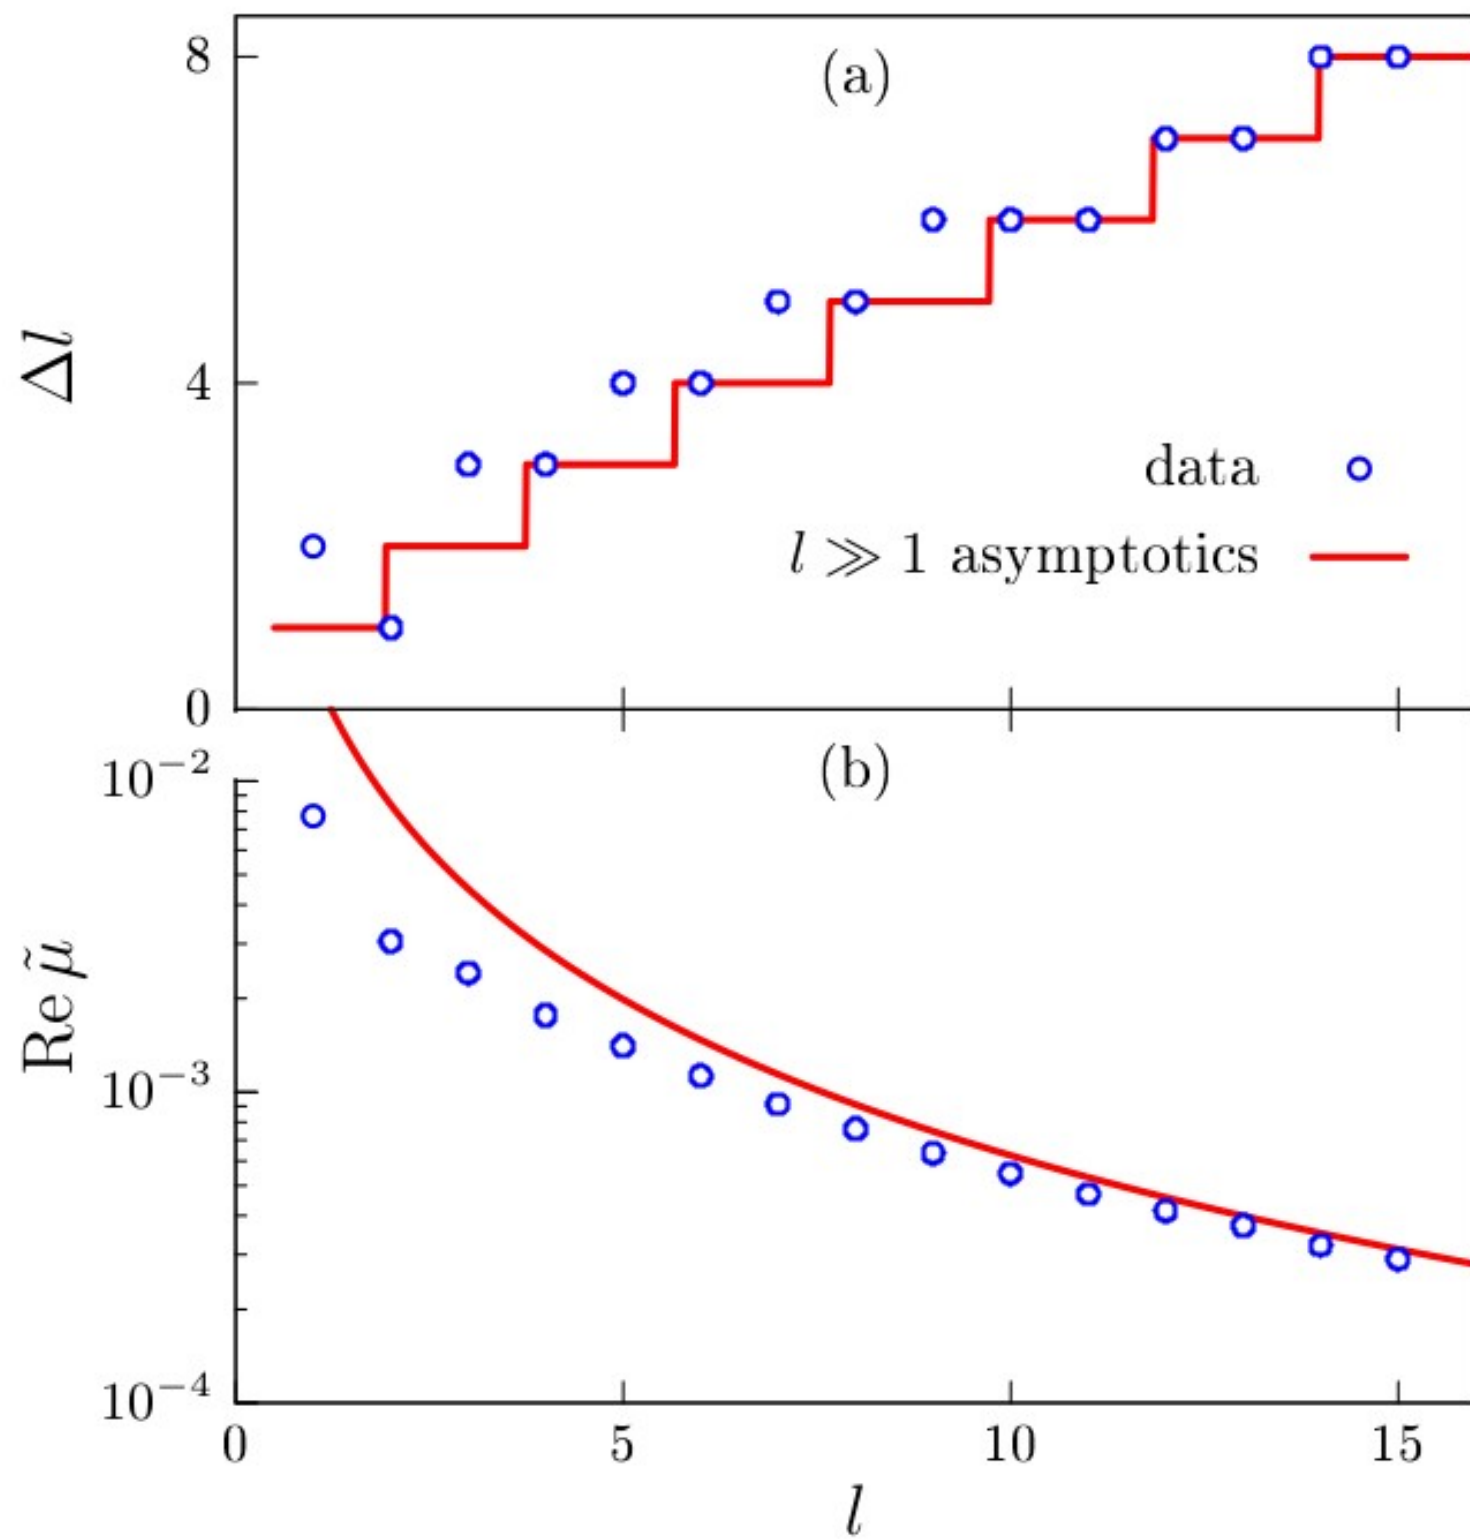 8
(a)
Δl
4
data
l ≫ 1 asymptotics
0
10⁻²
(b)
Re μ̃
10⁻³
10⁻⁴
0 5 10 15
l